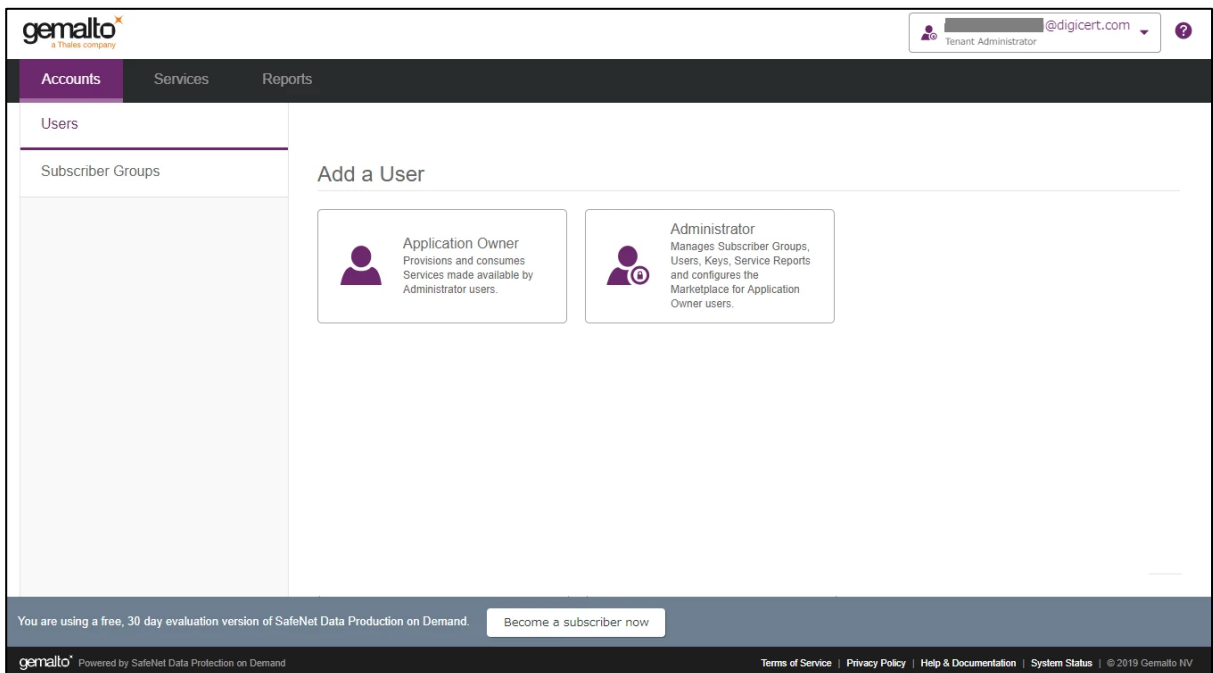 gemalto
a Thales company
@digicert.com
Tenant Administrator
Accounts
Services
Reports
Users
Subscriber Groups
Add a User
Application Owner
Provisions and consumes
Services made available by
Administrator users.
Administrator
Manages Subscriber Groups,
Users, Keys, Service Reports
and configures the
Marketplace for Application
Owner users.
You are using a free, 30 day evaluation version of SafeNet Data Production on Demand.
Become a subscriber now
gemalto Powered by SafeNet Data Protection on Demand
Terms of Service | Privacy Policy | Help & Documentation | System Status | © 2019 Gemalto NV